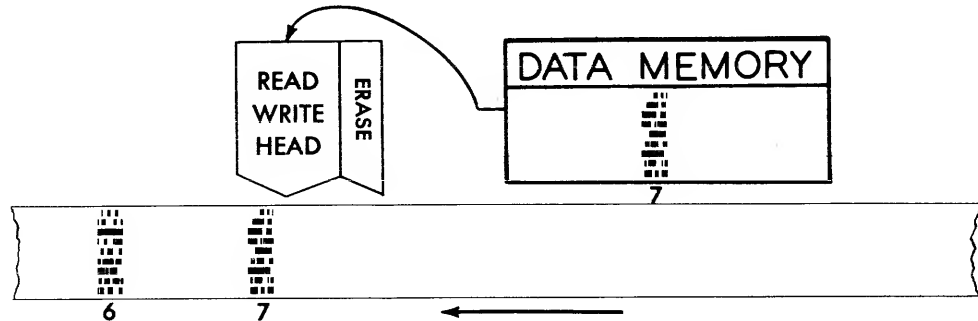 READ
WRITE
HEAD
ERASE
DATA MEMORY
7
6 7